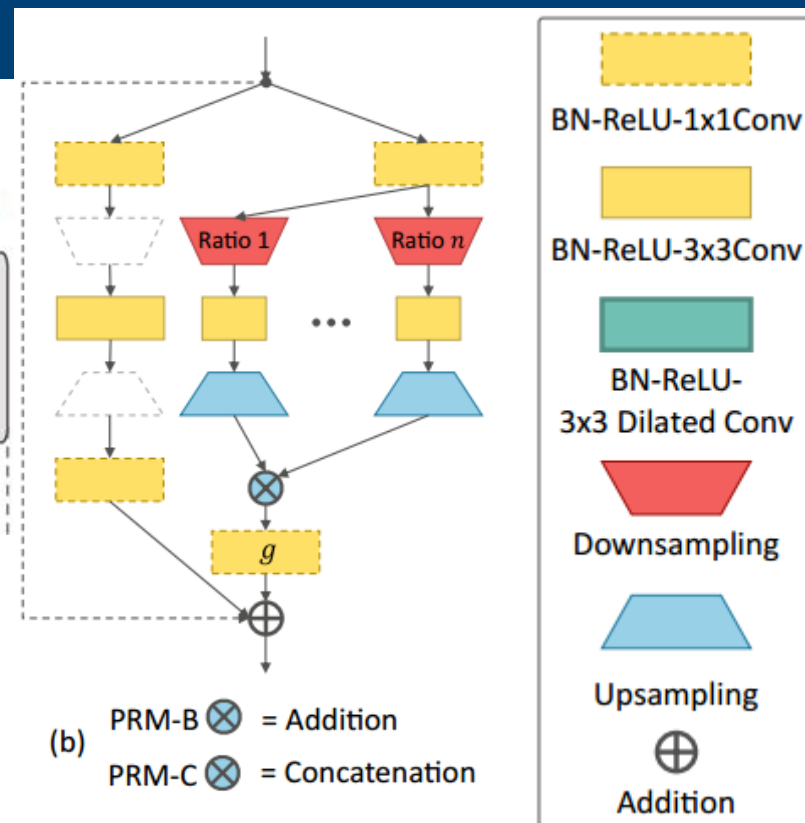 Ratio 1
Ratio n
...
g
(b)
PRM-B ⊗ = Addition
PRM-C ⊗ = Concatenation
BN-ReLU-1x1Conv
BN-ReLU-3x3Conv
BN-ReLU-
3x3 Dilated Conv
Downsampling
Upsampling
Addition